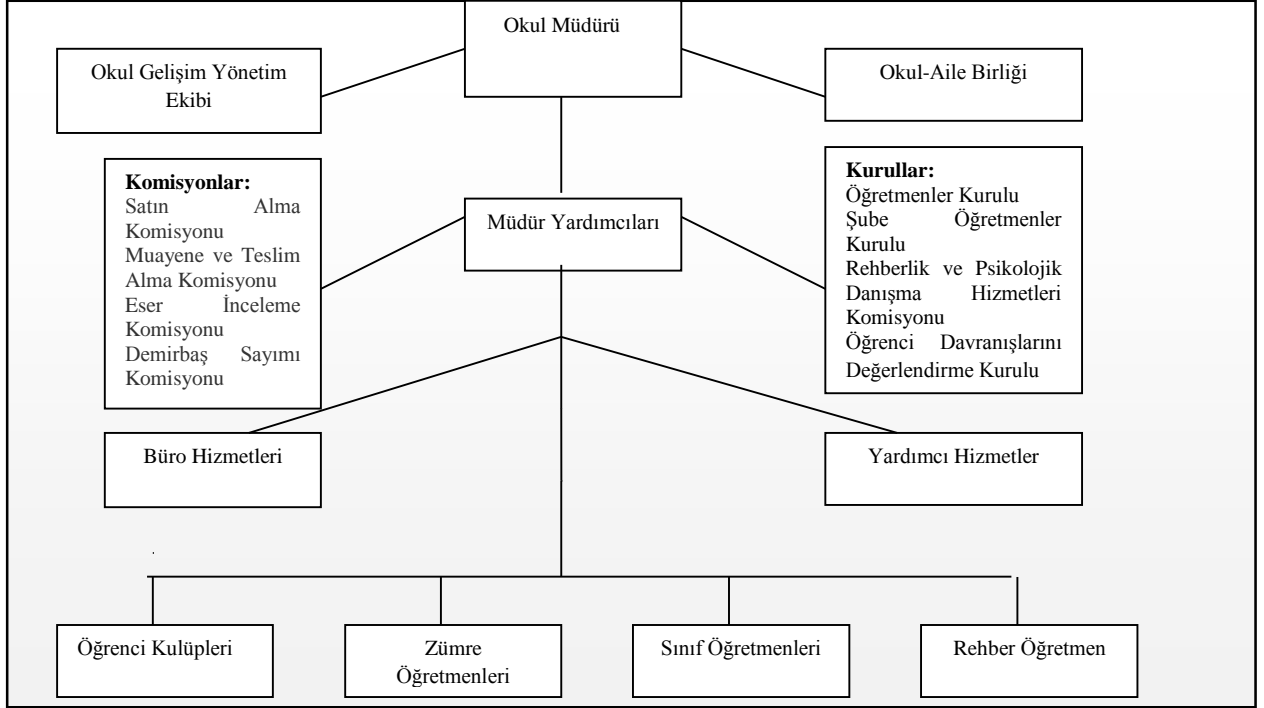 Okul Müdürü
Okul Gelişim Yönetim
Ekibi
Okul-Aile Birliği
Komisyonlar:
Satın Alma
Komisyonu
Muayene ve Teslim
Alma Komisyonu
Eser İnceleme
Komisyonu
Demirbaş Sayımı
Komisyonu
Müdür Yardımcıları
Kurullar:
Öğretmenler Kurulu
Şube Öğretmenler
Kurulu
Rehberlik ve Psikolojik
Danışma Hizmetleri
Komisyonu
Öğrenci Davranışlarını
Değerlendirme Kurulu
Büro Hizmetleri
Yardımcı Hizmetler
Öğrenci Kulüpleri
Zümre
Öğretmenleri
Sınıf Öğretmenleri
Rehber Öğretmen